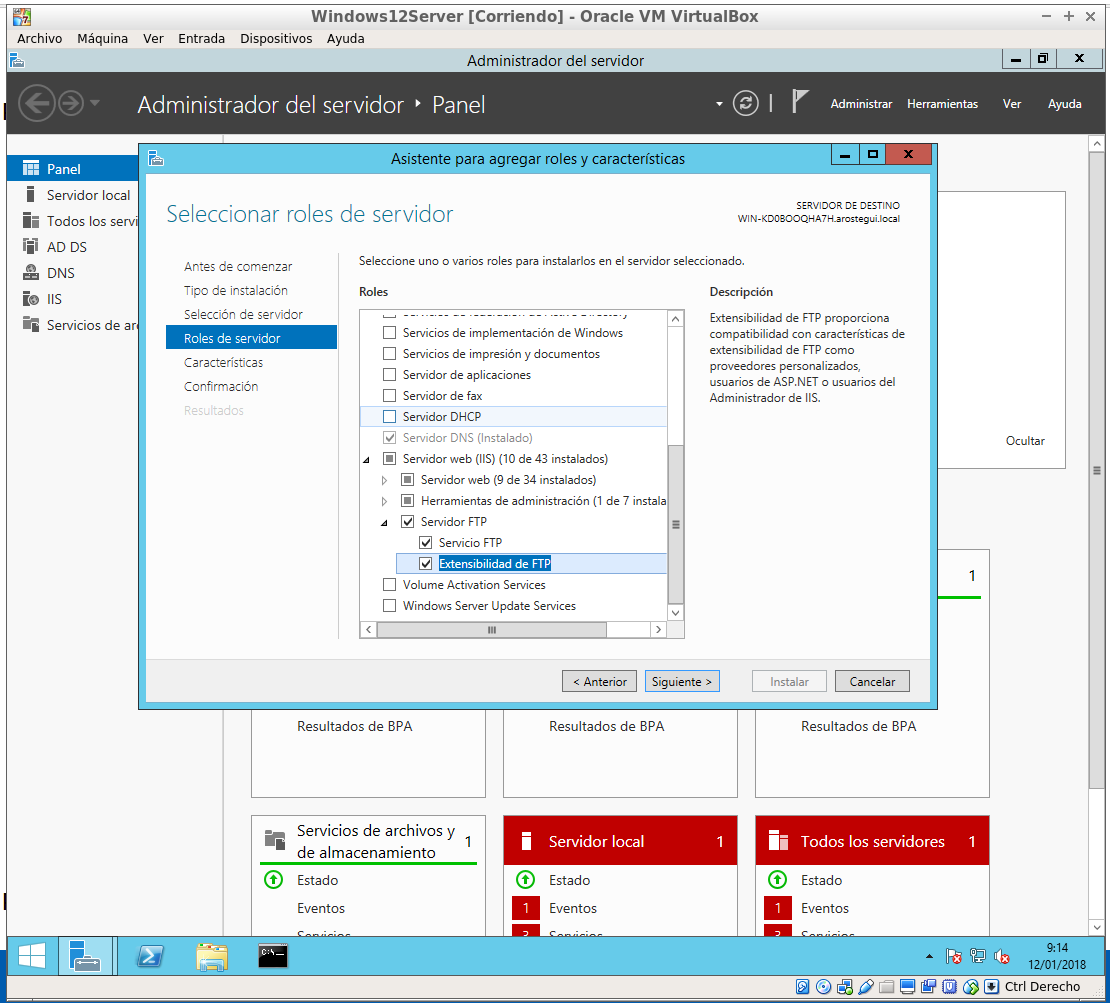 Windows12Server [Corriendo] - Oracle VM VirtualBox
Archivo Máquina Ver Entrada Dispositivos Ayuda
Administrador del servidor
Administrador del servidor ‣ Panel
Administrar Herramientas Ver Ayuda
Panel
Servidor local
Todos los servi
AD DS
DNS
IIS
Servicios de ar
Asistente para agregar roles y características
Seleccionar roles de servidor
SERVIDOR DE DESTINO
WIN-KD0BOOQHA7H.arostegui.local
Antes de comenzar
Tipo de instalación
Selección de servidor
Roles de servidor
Características
Confirmación
Resultados
Seleccione uno o varios roles para instalarlos en el servidor seleccionado.
Roles
Servicios de implementación de Windows
Servicios de impresión y documentos
Servidor de aplicaciones
Servidor de fax
Servidor DHCP
Servidor DNS (Instalado)
Servidor web (IIS) (10 de 43 instalados)
Servidor web (9 de 34 instalados)
Herramientas de administración (1 de 7 instala
Servidor FTP
Servicio FTP
Extensibilidad de FTP
Volume Activation Services
Windows Server Update Services
Descripción
Extensibilidad de FTP proporciona
compatibilidad con características de
extensibilidad de FTP como
proveedores personalizados,
usuarios de ASP.NET o usuarios del
Administrador de IIS.
< Anterior Siguiente > Instalar Cancelar
Ocultar
1
Resultados de BPA Resultados de BPA Resultados de BPA
Servicios de archivos y
de almacenamiento 1
Estado
Eventos
Servicios
Servidor local 1
Estado
1 Eventos
3 Servicios
Todos los servidores 1
Estado
1 Eventos
3 Servicios
9:14
12/01/2018
Ctrl Derecho